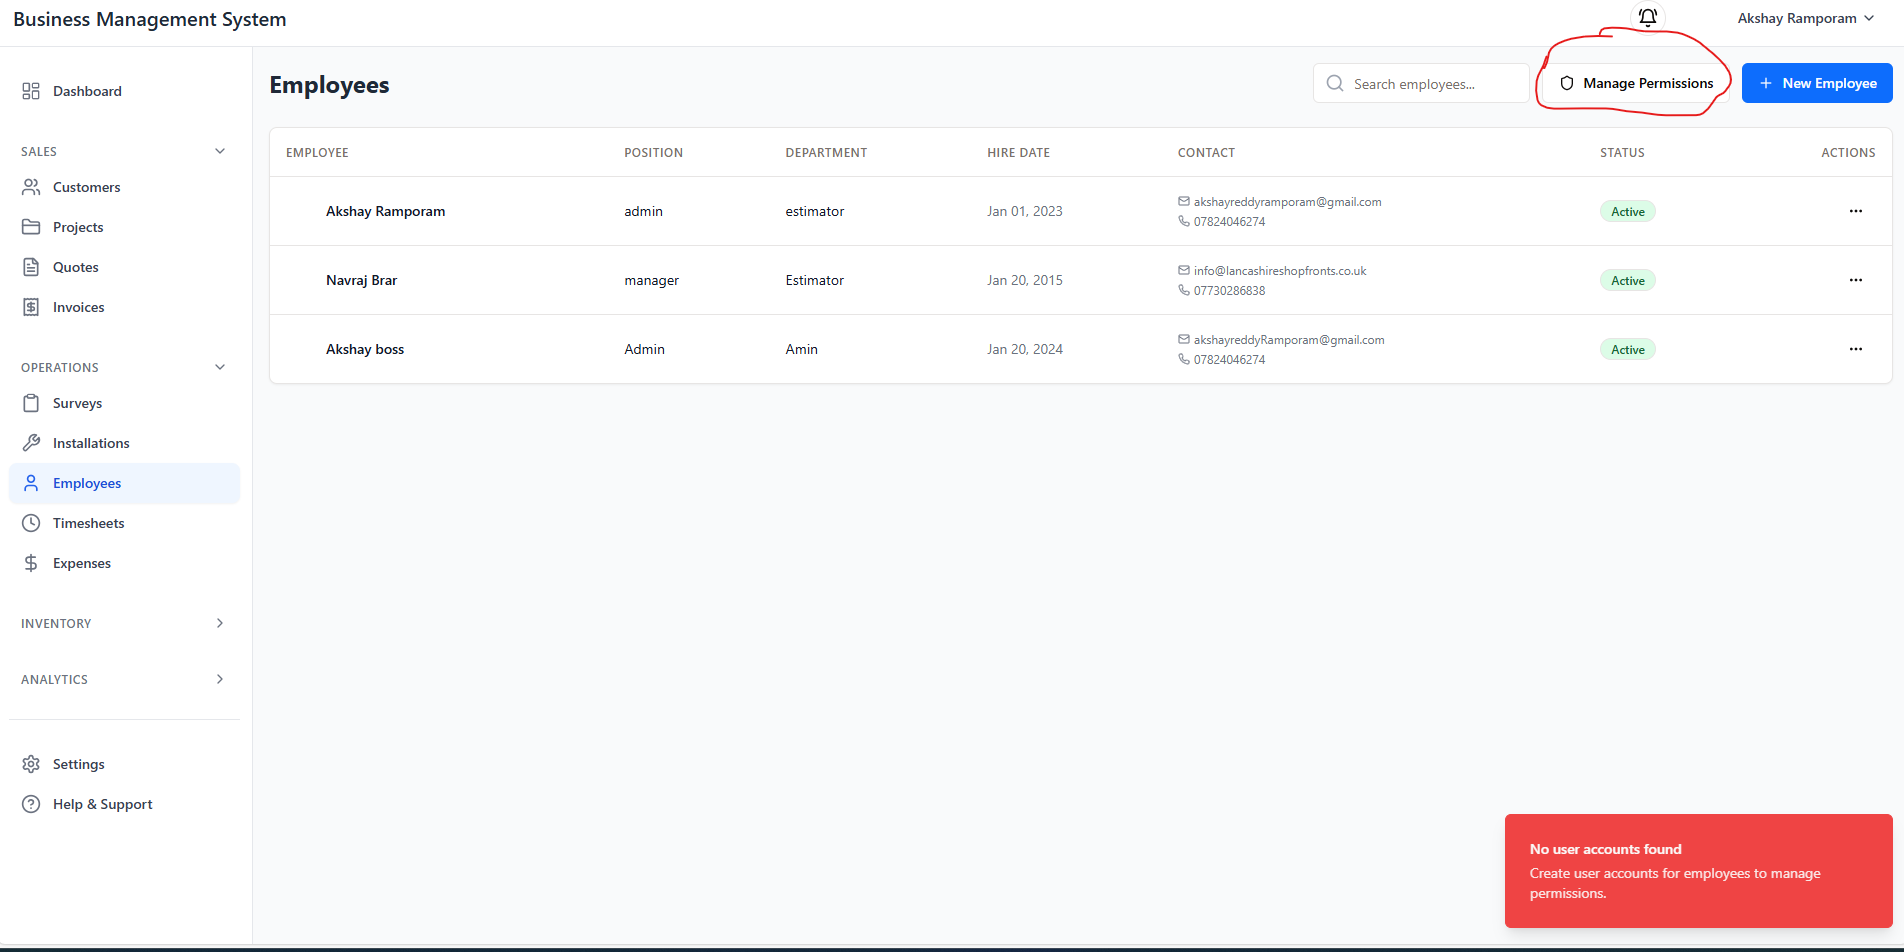 Business Management System
Akshay Ramporam
Dashboard
SALES
Customers
Projects
Quotes
Invoices
OPERATIONS
Surveys
Installations
Employees
Timesheets
Expenses
INVENTORY
ANALYTICS
Settings
Help & Support
Employees
Search employees...
Manage Permissions
+ New Employee
EMPLOYEE POSITION DEPARTMENT HIRE DATE CONTACT STATUS ACTIONS
Akshay Ramporam admin estimator Jan 01, 2023 akshayreddyramporam@gmail.com Active ...
07824046274
Navraj Brar manager Estimator Jan 20, 2015 info@lancashireshopfronts.co.uk Active ...
07730286838
Akshay boss Admin Amin Jan 20, 2024 akshayreddyRamporam@gmail.com Active ...
07824046274
No user accounts found
Create user accounts for employees to manage
permissions.